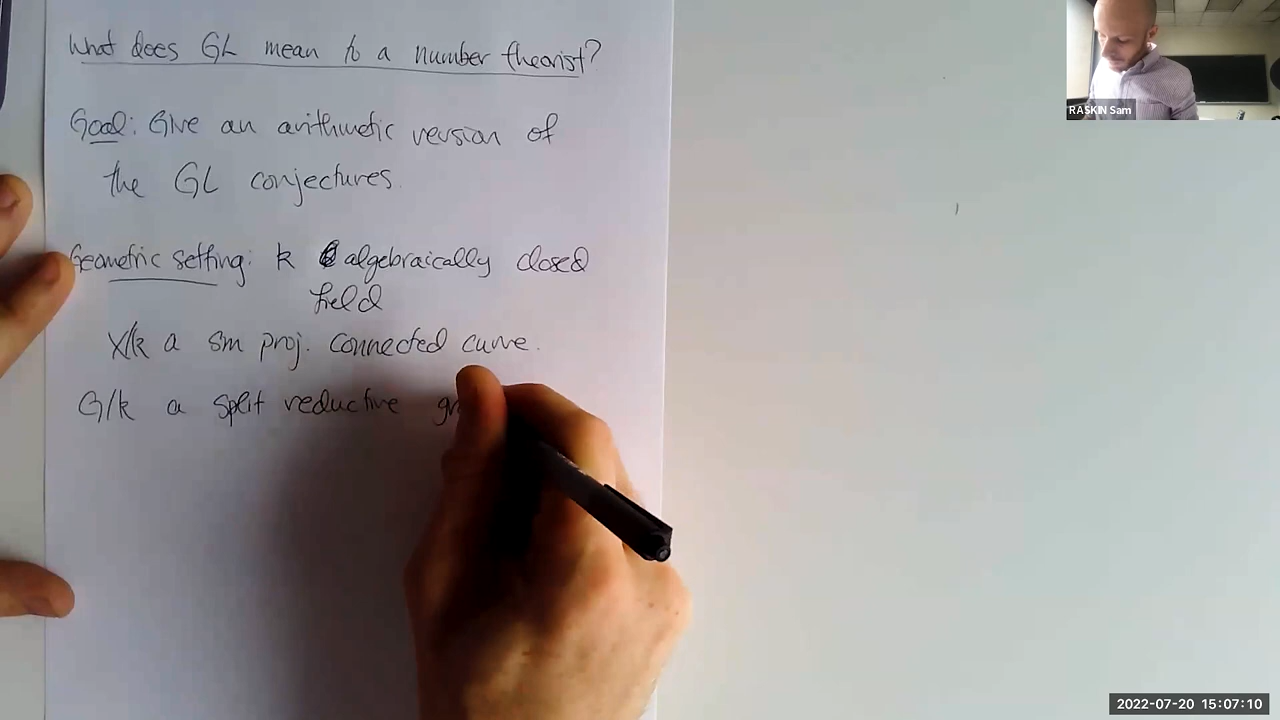 What does GL mean to a number theorist?
Goal: Give an arithmetic version of
the GL conjectures.
Geometric setting: k algebraically closed
field
X/k a sm proj. connected curve.
G/k a split reductive
RASKIN Sam
2022-07-20 15:07:10